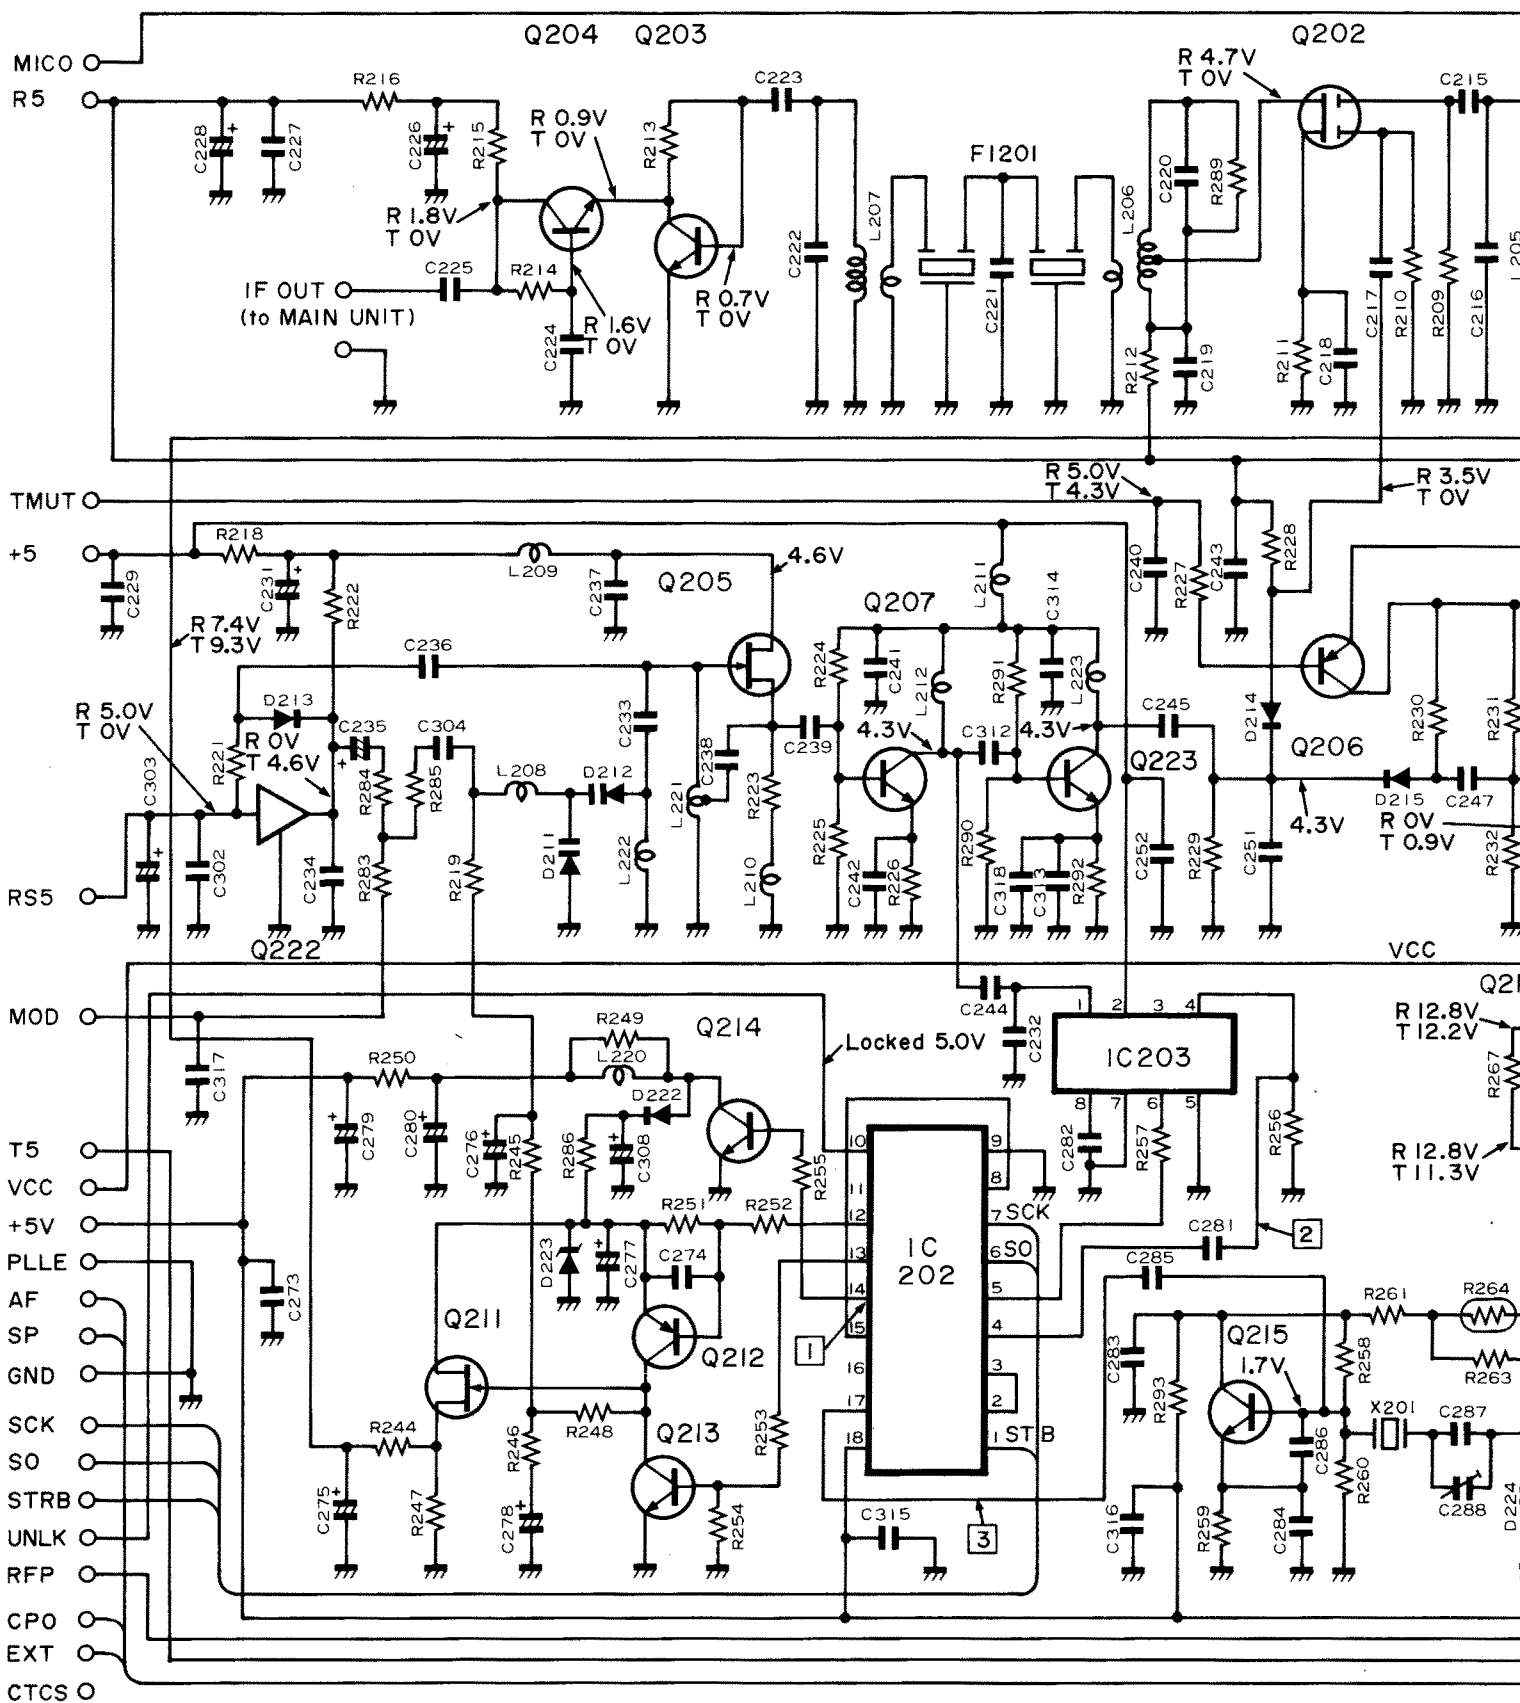 Q204 Q203 Q202
MICO
R5
R216
C223
R 4.7V
T 0V
C215
C228
+
C227
C226
+
R215
R 0.9V
T 0V
R213
F1201
C220
R289
R 1.8V
T 0V
C222
L207
L206
C225
R214
IF OUT
(to MAIN UNIT)
R 0.7V
T 0V
R 1.6V
T 0V
C224
C221
R212
C219
R211
C218
C217
R210
R209
C216
L205
TMUT
R 5.0V
T 4.3V
R 3.5V
T 0V
+5
R218
C229
C231
+
R222
L209
C237
Q205
4.6V
L211
C314
C240
R227
C243
R228
R 7.4V
T 9.3V
C236
Q207
R224
C241
L212
R291
L223
D213
R 5.0V
T 0V
R221
R 0V
T 4.6V
C235
+
C304
C233
C238
C239
4.3V
C312
4.3V
C245
D214
Q206
R230
R231
C303
+
R284
R285
L208
D212
L221
R223
Q223
D215
C247
4.3V
R 0V
T 0.9V
RS5
C302
C234
R283
R219
D211
L222
L210
R225
C242
R226
R290
C318
C313
R292
C252
R229
C251
R232
Q222
VCC
MOD
C244
C232
1 2 3 4
IC203
8 7 6 5
Q21
R 12.8V
T 12.2V
R267
R 12.8V
T 11.3V
R249
Q214
Locked 5.0V
C317
R250
L220
D222
C279
+
C280
+
C276
+
R245
R286
C308
+
R255
C282
R257
R256
T5
VCC
+5V
PLLE
AF
SP
GND
SCK
SO
STRB
UNLK
RFP
CPO
EXT
CTCS
C273
R251
R252
D223
C277
+
C274
Q211
Q212
Q213
R244
R248
R246
R253
R254
C275
+
R247
C278
+
10
11
12
13
14
15
16
17
18
IC
202
9
8
7 SCK
6 SO
5
4
3
2
1 STB
1
2
3
C281
C285
C315
C283
R293
C316
Q215
1.7V
R259
C286
C284
R258
R260
R261
R264
R263
X201
C287
C288
D224